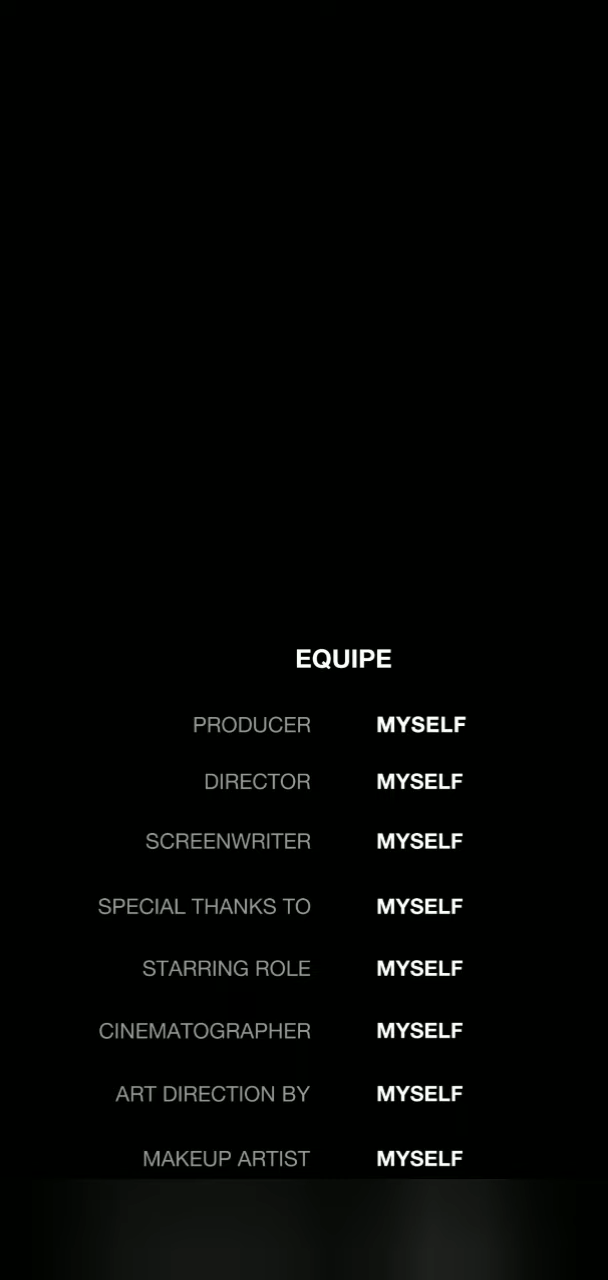 EQUIPE
PRODUCER MYSELF
DIRECTOR MYSELF
SCREENWRITER MYSELF
SPECIAL THANKS TO MYSELF
STARRING ROLE MYSELF
CINEMATOGRAPHER MYSELF
ART DIRECTION BY MYSELF
MAKEUP ARTIST MYSELF